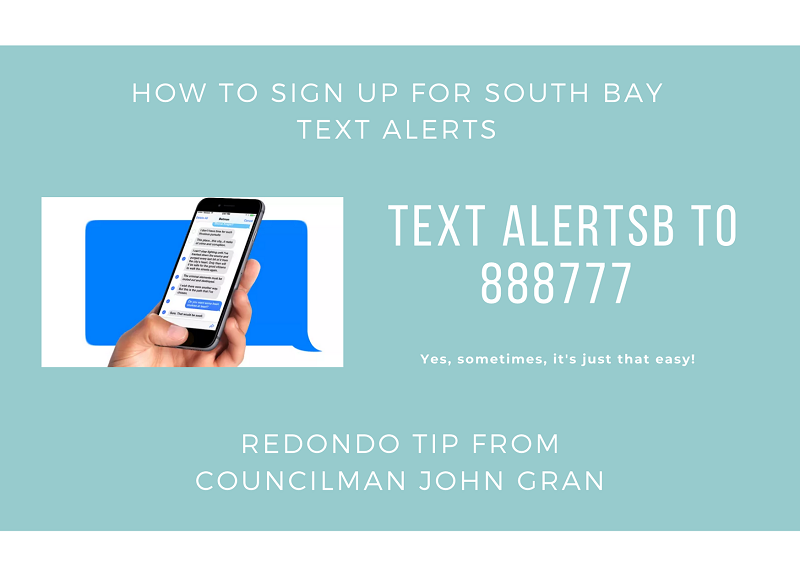 HOW TO SIGN UP FOR SOUTH BAY
TEXT ALERTS
TEXT ALERTSB TO
888777
Yes, sometimes, it's just that easy!
REDONDO TIP FROM
COUNCILMAN JOHN GRAN